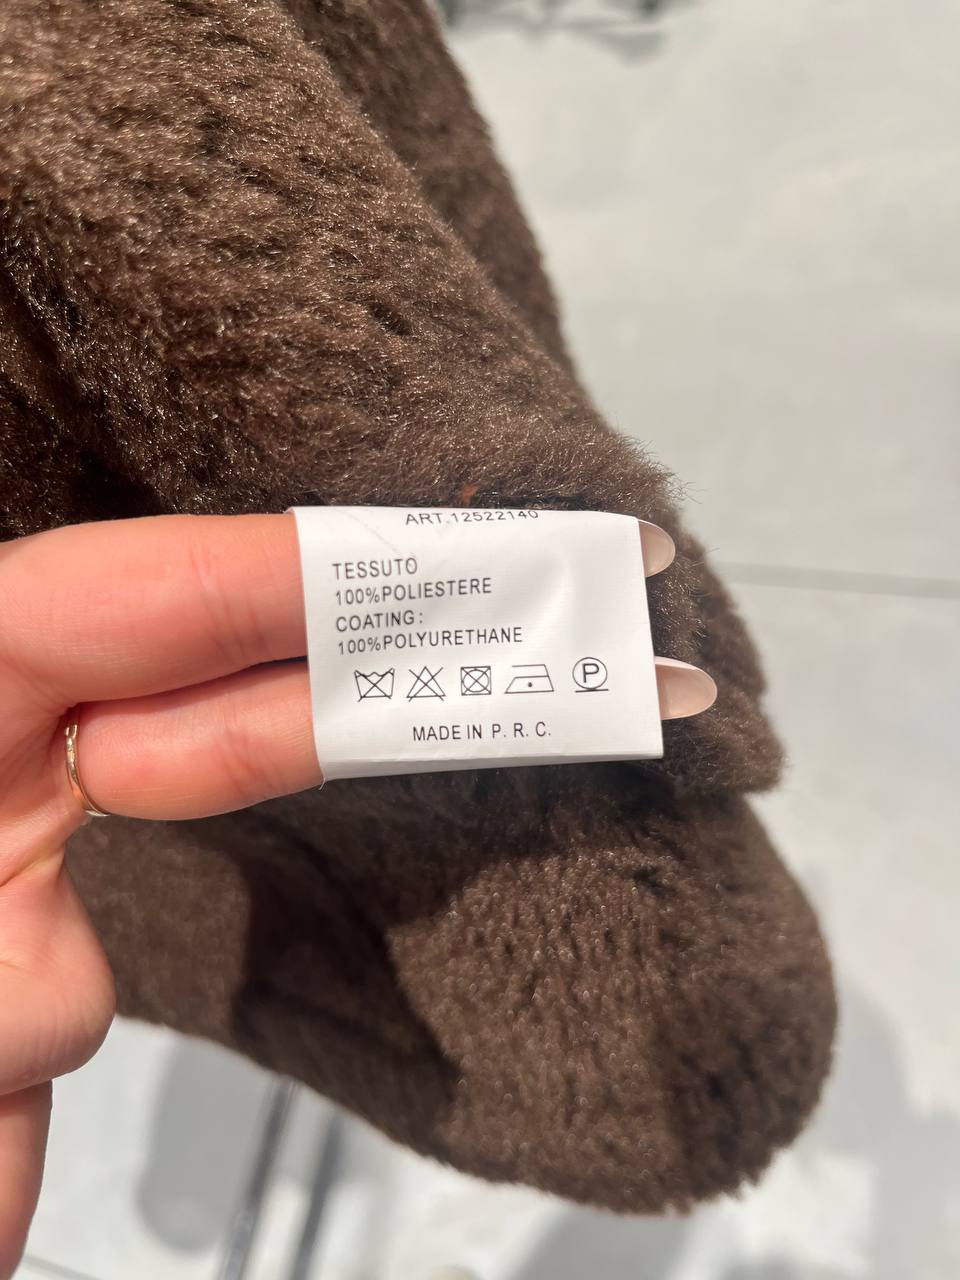 ART.12522140
TESSUTO
100%POLIESTERE
COATING:
100%POLYURETHANE
P
MADE IN P. R. C.